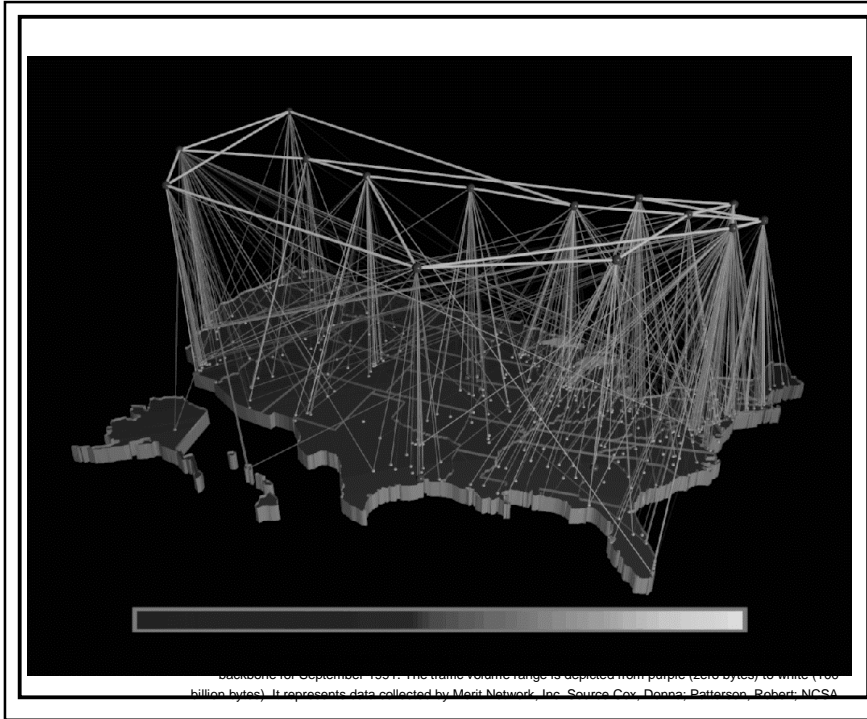 backbone for September 1991. The traffic volume range is depicted from purple (zero bytes) to white (100
billion bytes). It represents data collected by Merit Network, Inc. Source Cox, Donna; Patterson, Robert; NCSA